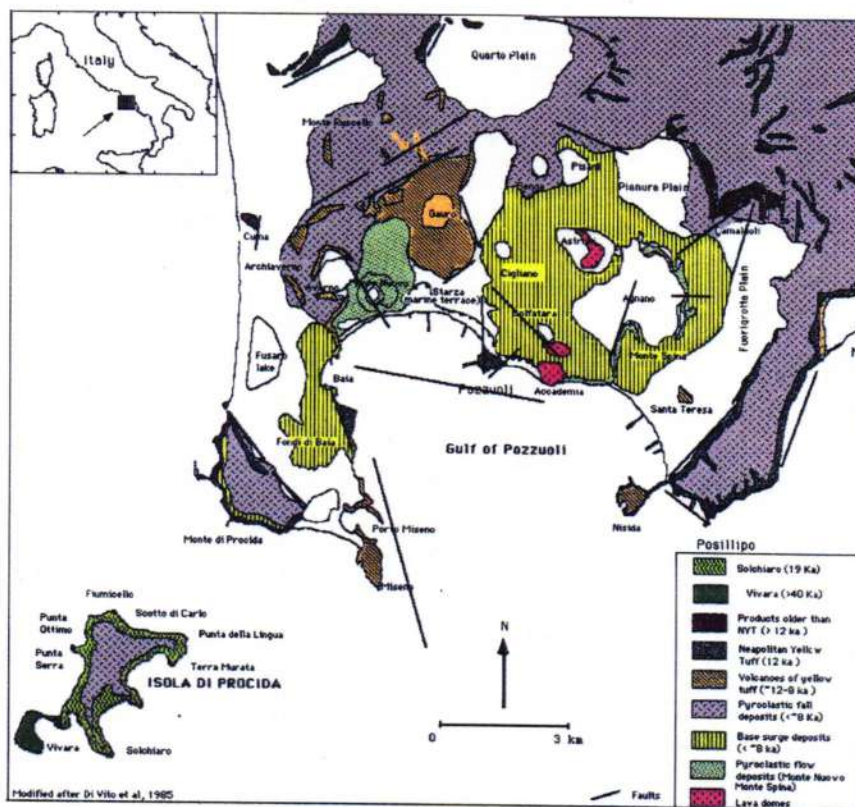 Italy
Quarto Plain
Monte Ruscello
Gauro
Pisani
Pianura Plain
Camaldoli
Cuma
Archiaverno
Averno
Astroni
Cigliano
Agnano
(Starza
marine terrace)
Solfatara
Fuorigrotta Plain
Fusaro
lake
Baia
Pozzuoli
Accademia
Monte Spina
Santa Teresa
Fondi di Baia
Gulf of Pozzuoli
Nisida
Monte di Procida
Porto Miseno
Miseno
Posillipo
Fiumicello
Punta
Ottimo
Scotto di Carlo
Punta della Lingua
Punta
Serra
Terra Murata
ISOLA DI PROCIDA
Vivara
Solchiaro
N
0 3 km
Solchiaro (19 Ka)
Vivara (>40 Ka)
Products older than
NYT (> 12 ka )
Neapolitan Yellow
Tuff (12 ka)
Volcanoes of yellow
tuff (~12-8 ka )
Pyroclastic fall
deposits (<~8 Ka)
Base surge deposits
(< ~8 ka)
Pyroclastic flow
deposits (Monte Nuovo
Monte Spina)
Lava domes
Faults
Modified after Di Vito et al, 1985